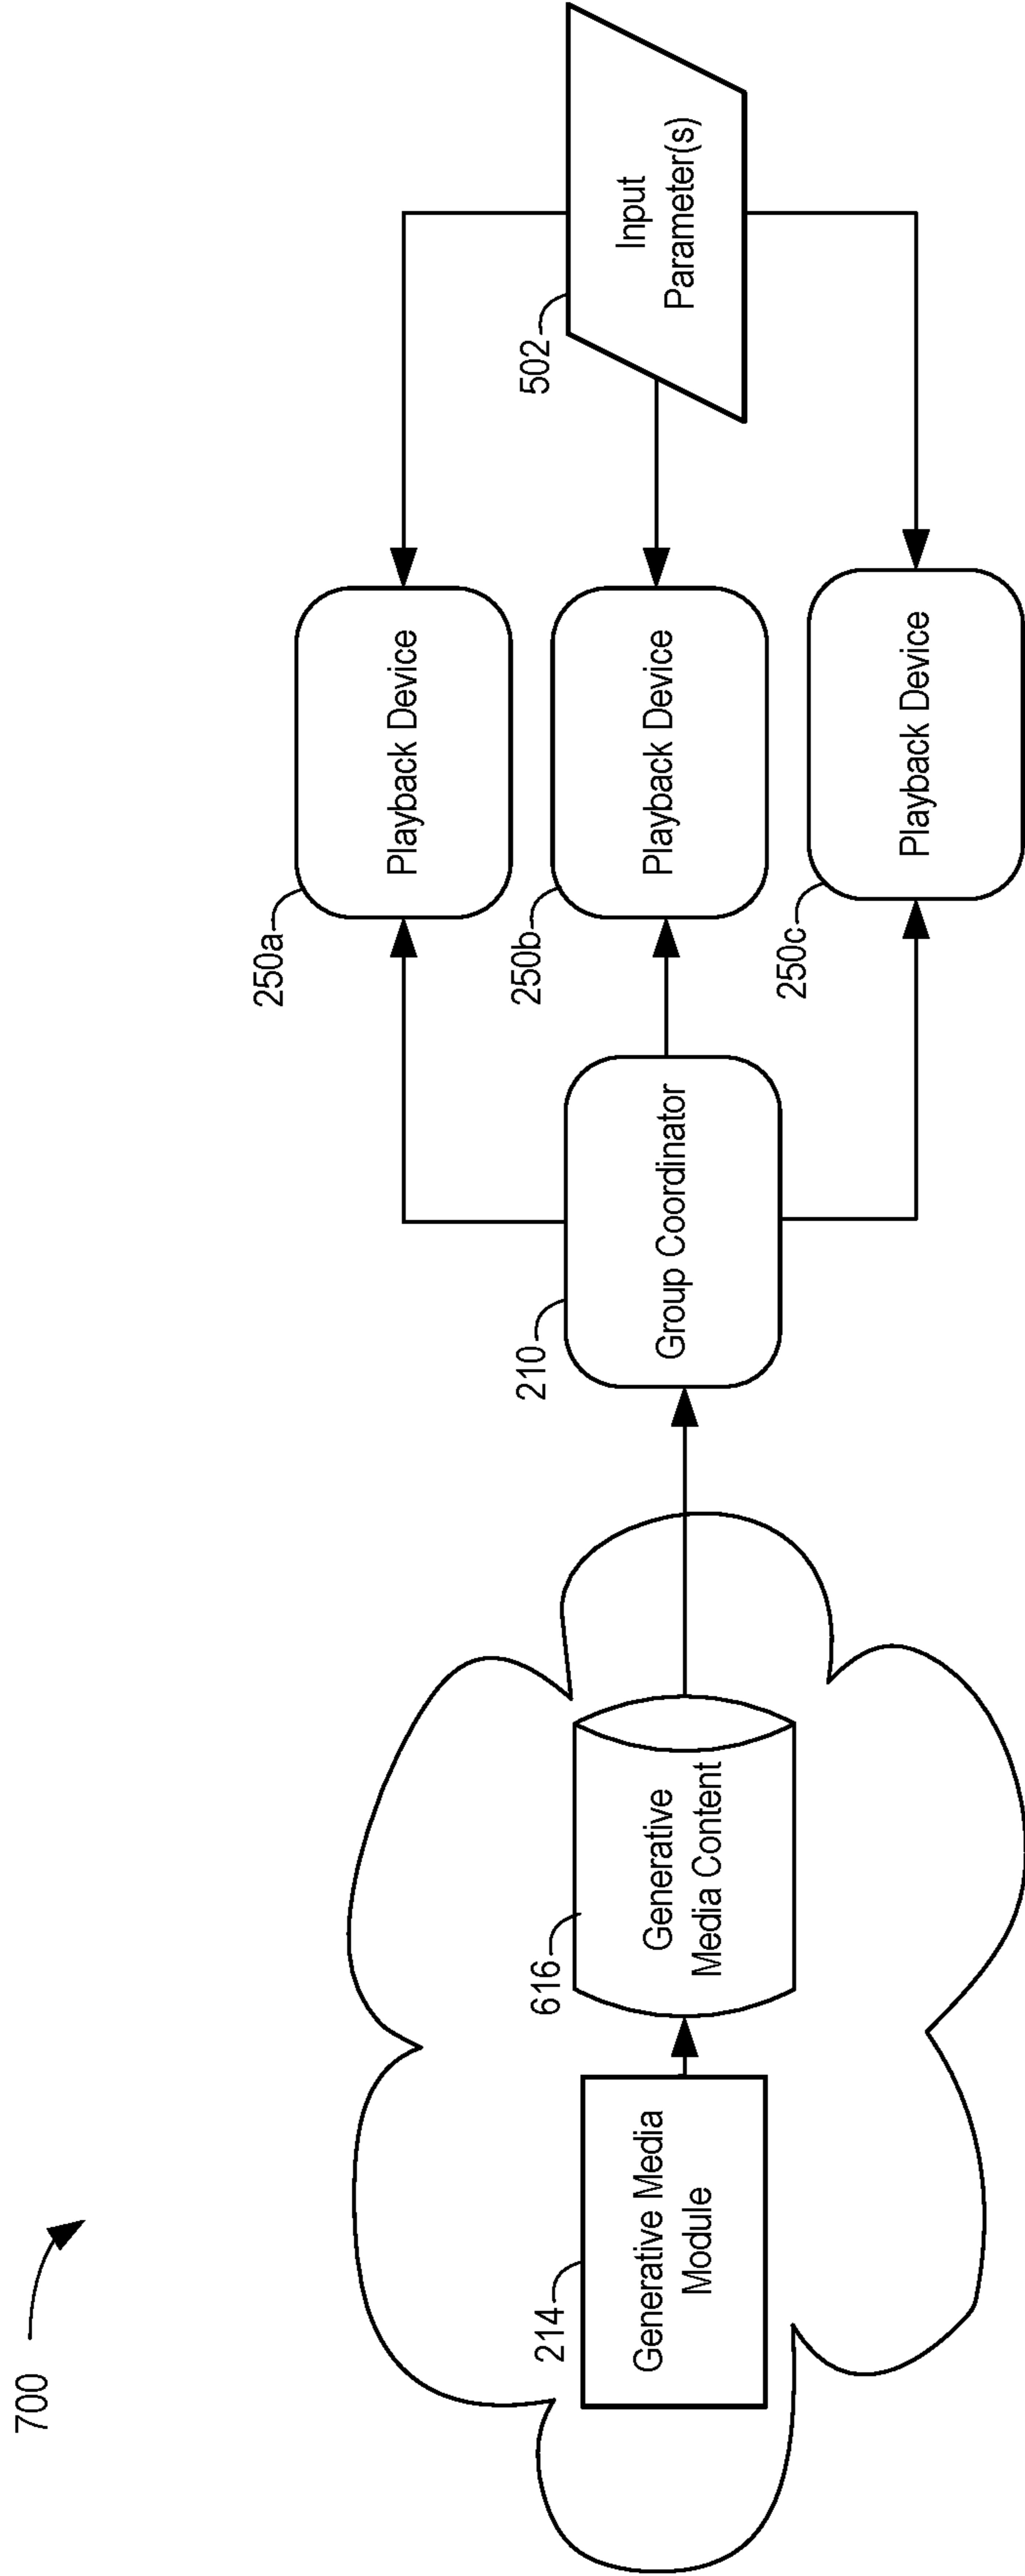 700
214
Generative Media
Module
616
Generative
Media Content
210
Group Coordinator
250a
Playback Device
250b
Playback Device
250c
Playback Device
502
Input
Parameter(s)